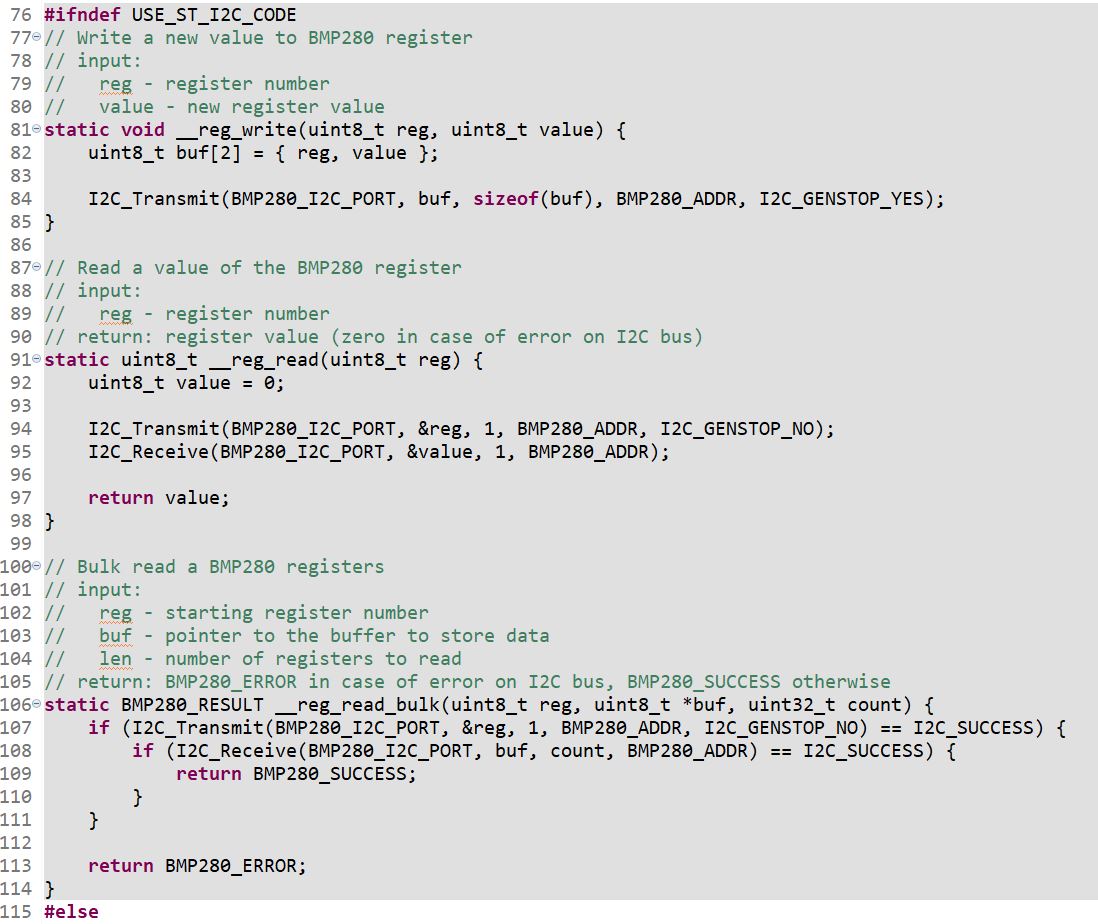 76 #ifndef USE_ST_I2C_CODE
77 // Write a new value to BMP280 register
78 // input:
79 //   reg - register number
80 //   value - new register value
81 static void __reg_write(uint8_t reg, uint8_t value) {
82     uint8_t buf[2] = { reg, value };
83
84     I2C_Transmit(BMP280_I2C_PORT, buf, sizeof(buf), BMP280_ADDR, I2C_GENSTOP_YES);
85 }
86
87 // Read a value of the BMP280 register
88 // input:
89 //   reg - register number
90 // return: register value (zero in case of error on I2C bus)
91 static uint8_t __reg_read(uint8_t reg) {
92     uint8_t value = 0;
93
94     I2C_Transmit(BMP280_I2C_PORT, &reg, 1, BMP280_ADDR, I2C_GENSTOP_NO);
95     I2C_Receive(BMP280_I2C_PORT, &value, 1, BMP280_ADDR);
96
97     return value;
98 }
99
100 // Bulk read a BMP280 registers
101 // input:
102 //   reg - starting register number
103 //   buf - pointer to the buffer to store data
104 //   len - number of registers to read
105 // return: BMP280_ERROR in case of error on I2C bus, BMP280_SUCCESS otherwise
106 static BMP280_RESULT __reg_read_bulk(uint8_t reg, uint8_t *buf, uint32_t count) {
107     if (I2C_Transmit(BMP280_I2C_PORT, &reg, 1, BMP280_ADDR, I2C_GENSTOP_NO) == I2C_SUCCESS) {
108         if (I2C_Receive(BMP280_I2C_PORT, buf, count, BMP280_ADDR) == I2C_SUCCESS) {
109             return BMP280_SUCCESS;
110         }
111     }
112
113     return BMP280_ERROR;
114 }
115 #else